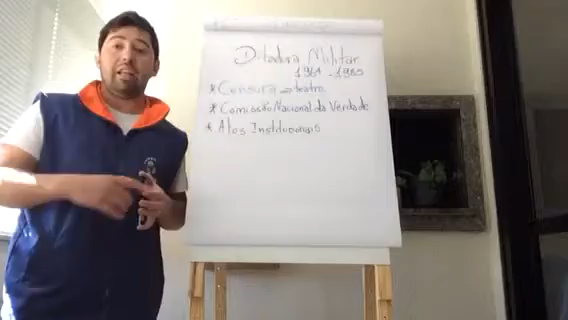 Ditadura Militar
1964 - 1985
* Censura => teatro
* Comissão Nacional da Verdade
* Atos Institucionais